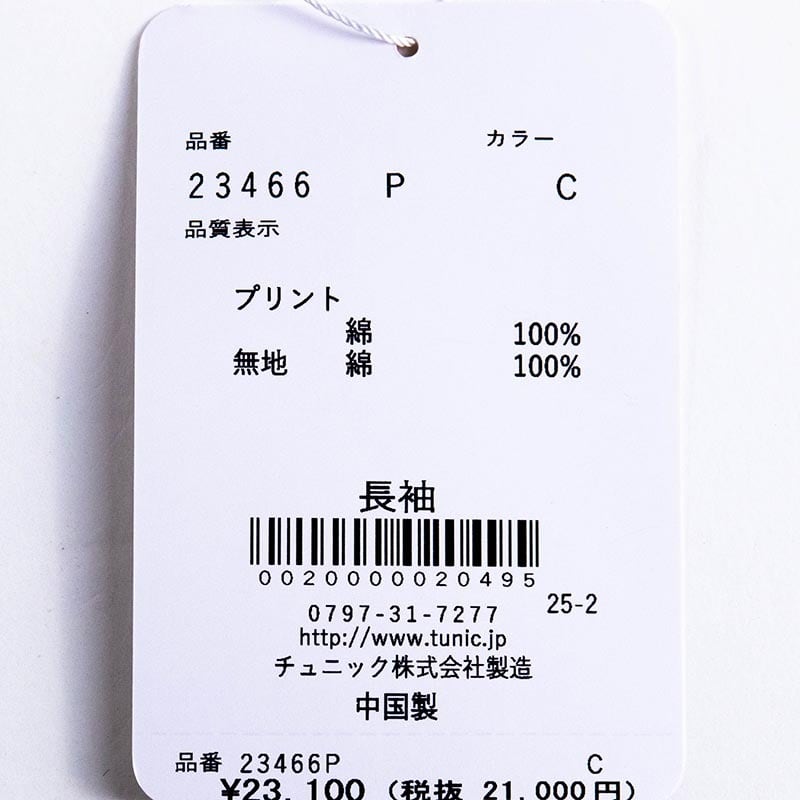 品番 カラー
23466 P C
品質表示
プリント
綿 100%
無地 綿 100%
長袖
0020000020495
25-2
0797-31-7277
http://www.tunic.jp
チュニック株式会社製造
中国製
品番 23466P C
¥23,100 (税抜 21,000円)